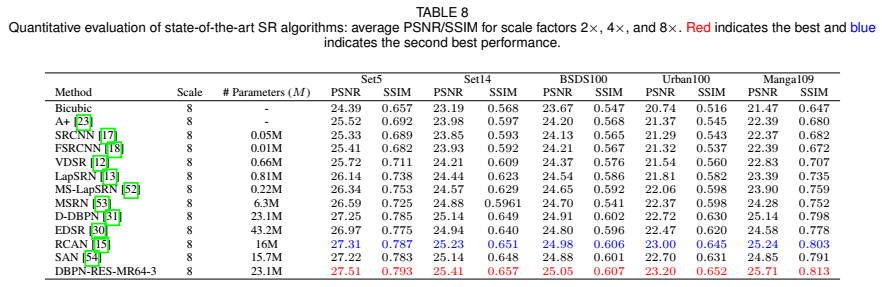 TABLE 8
Quantitative evaluation of state-of-the-art SR algorithms: average PSNR/SSIM for scale factors 2×, 4×, and 8×. Red indicates the best and blue
indicates the second best performance.
Set5 Set14 BSDS100 Urban100 Manga109
Method Scale # Parameters (M) PSNR SSIM PSNR SSIM PSNR SSIM PSNR SSIM PSNR SSIM
Bicubic 8 - 24.39 0.657 23.19 0.568 23.67 0.547 20.74 0.516 21.47 0.647
A+ [23] 8 - 25.52 0.692 23.98 0.597 24.20 0.568 21.37 0.545 22.39 0.680
SRCNN [17] 8 0.05M 25.33 0.689 23.85 0.593 24.13 0.565 21.29 0.543 22.37 0.682
FSRCNN [18] 8 0.01M 25.41 0.682 23.93 0.592 24.21 0.567 21.32 0.537 22.39 0.672
VDSR [12] 8 0.66M 25.72 0.711 24.21 0.609 24.37 0.576 21.54 0.560 22.83 0.707
LapSRN [13] 8 0.81M 26.14 0.738 24.44 0.623 24.54 0.586 21.81 0.582 23.39 0.735
MS-LapSRN [52] 8 0.22M 26.34 0.753 24.57 0.629 24.65 0.592 22.06 0.598 23.90 0.759
MSRN [53] 8 6.3M 26.59 0.725 24.88 0.5961 24.70 0.541 22.37 0.598 24.28 0.752
D-DBPN [31] 8 23.1M 27.25 0.785 25.14 0.649 24.91 0.602 22.72 0.630 25.14 0.798
EDSR [30] 8 43.2M 26.97 0.775 24.94 0.640 24.80 0.596 22.47 0.620 24.58 0.778
RCAN [15] 8 16M 27.31 0.787 25.23 0.651 24.98 0.606 23.00 0.645 25.24 0.803
SAN [54] 8 15.7M 27.22 0.783 25.14 0.648 24.88 0.601 22.70 0.631 24.85 0.791
DBPN-RES-MR64-3 8 23.1M 27.51 0.793 25.41 0.657 25.05 0.607 23.20 0.652 25.71 0.813